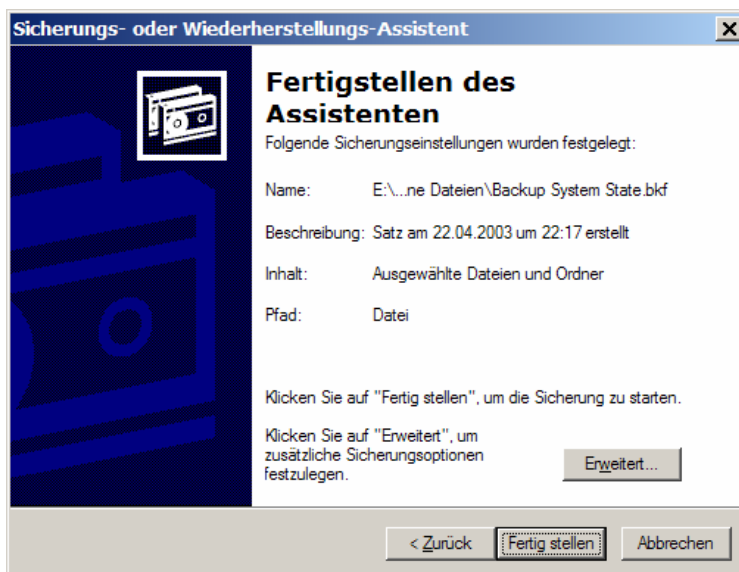 Sicherungs- oder Wiederherstellungs-Assistent
Fertigstellen des
Assistenten
Folgende Sicherungseinstellungen wurden festgelegt:
Name: E:\...ne Dateien\Backup System State.bkf
Beschreibung: Satz am 22.04.2003 um 22:17 erstellt
Inhalt: Ausgewählte Dateien und Ordner
Pfad: Datei
Klicken Sie auf "Fertig stellen", um die Sicherung zu starten.
Klicken Sie auf "Erweitert", um
zusätzliche Sicherungsoptionen
festzulegen.
Erweitert...
< Zurück Fertig stellen Abbrechen